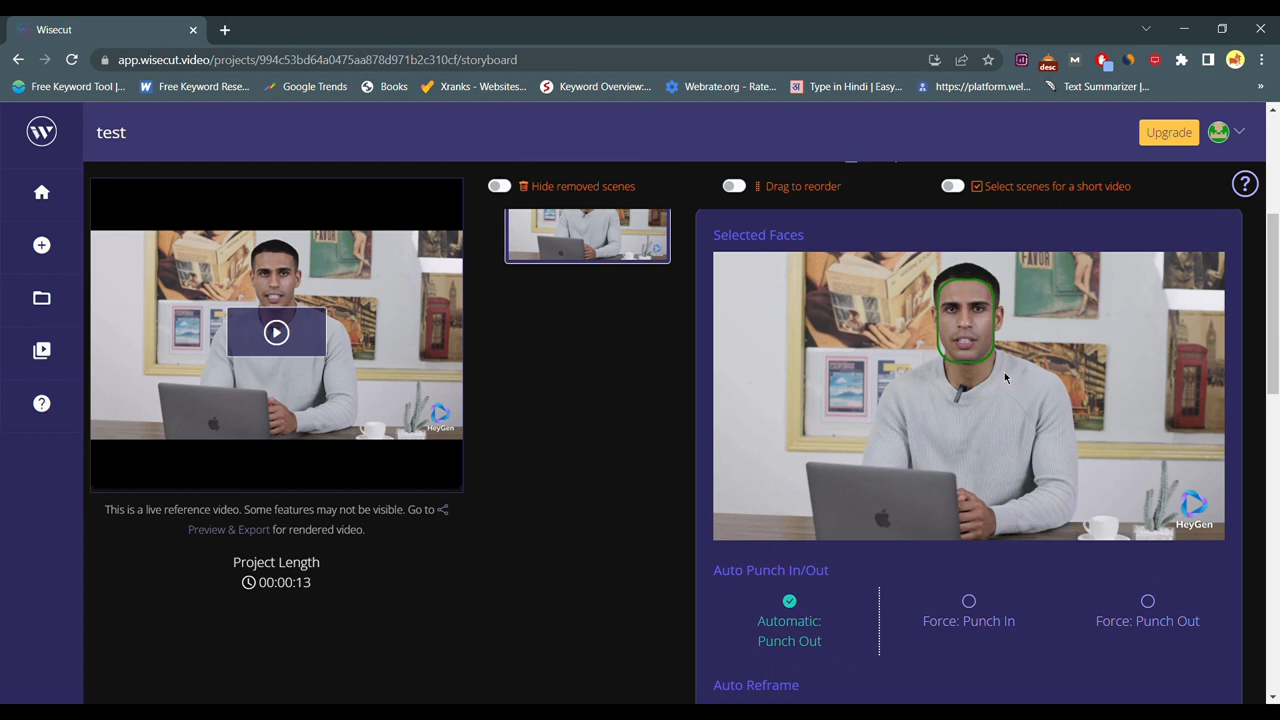 Wisecut
app.wisecut.video/projects/994c53bd64a0475aa878d971b2c310cf/storyboard
desc
Free Keyword Tool |...
Free Keyword Rese...
Google Trends
Books
Xranks - Websites...
Keyword Overview:...
Webrate.org - Rate...
Type in Hindi | Easy...
https://platform.wel...
Text Summarizer |...
»
test
Upgrade
Hide removed scenes
Drag to reorder
Select scenes for a short video
Selected Faces
FAVOR
CALIFORNIA
HeyGen
FAVOR
HeyGen
This is a live reference video. Some features may not be visible. Go to
Preview & Export for rendered video.
Project Length
00:00:13
Auto Punch In/Out
Automatic:
Punch Out
Force: Punch In
Force: Punch Out
Auto Reframe